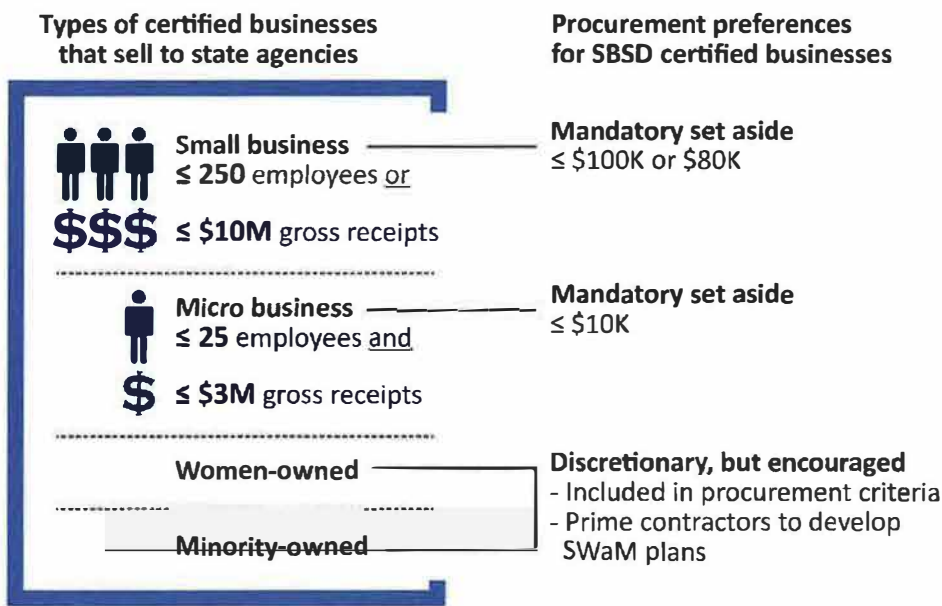 Types of certified businesses
that sell to state agencies
Procurement preferences
for SBSD certified businesses
Small business
≤ 250 employees or
$$$ ≤ $10M gross receipts
Mandatory set aside
≤ $100K or $80K
Micro business
≤ 25 employees and
$ ≤ $3M gross receipts
Mandatory set aside
≤ $10K
Women-owned
Minority-owned
Discretionary, but encouraged
- Included in procurement criteria
- Prime contractors to develop
SWaM plans